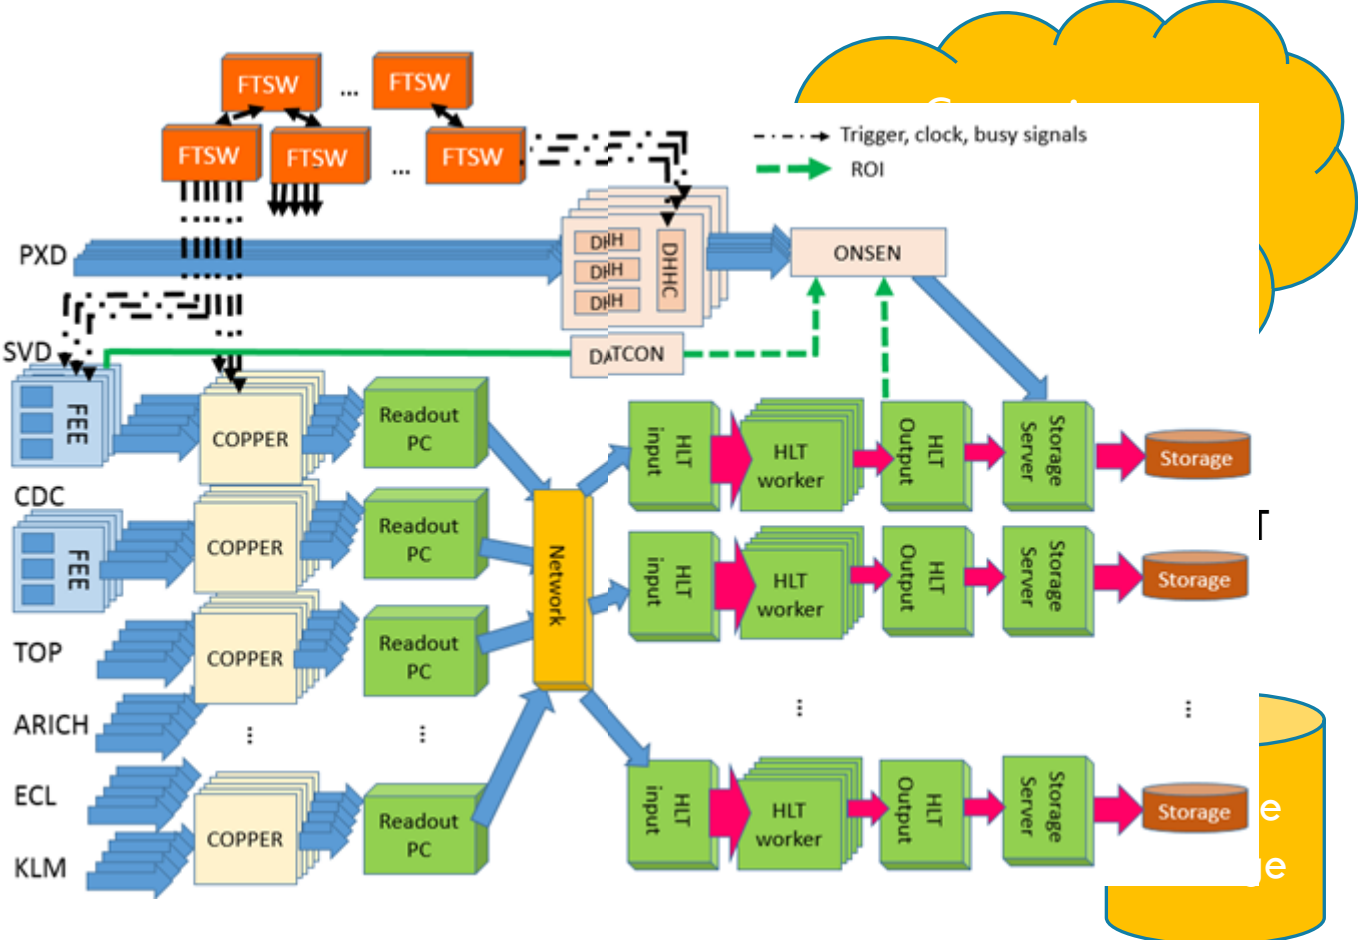 FTSW
...
FTSW
FTSW
FTSW
...
FTSW
Trigger, clock, busy signals
ROI
PXD
DHH
DHH
DHH
DHHC
ONSEN
SVD
DATCON
FEE
COPPER
Readout
PC
HLT
input
HLT
worker
HLT
Output
Storage
Server
Storage
CDC
FEE
COPPER
Readout
PC
Network
HLT
input
HLT
worker
HLT
Output
Storage
Server
Storage
TOP
COPPER
Readout
PC
ARICH
...
...
...
...
ECL
COPPER
Readout
PC
HLT
input
HLT
worker
HLT
Output
Storage
Server
Storage
KLM